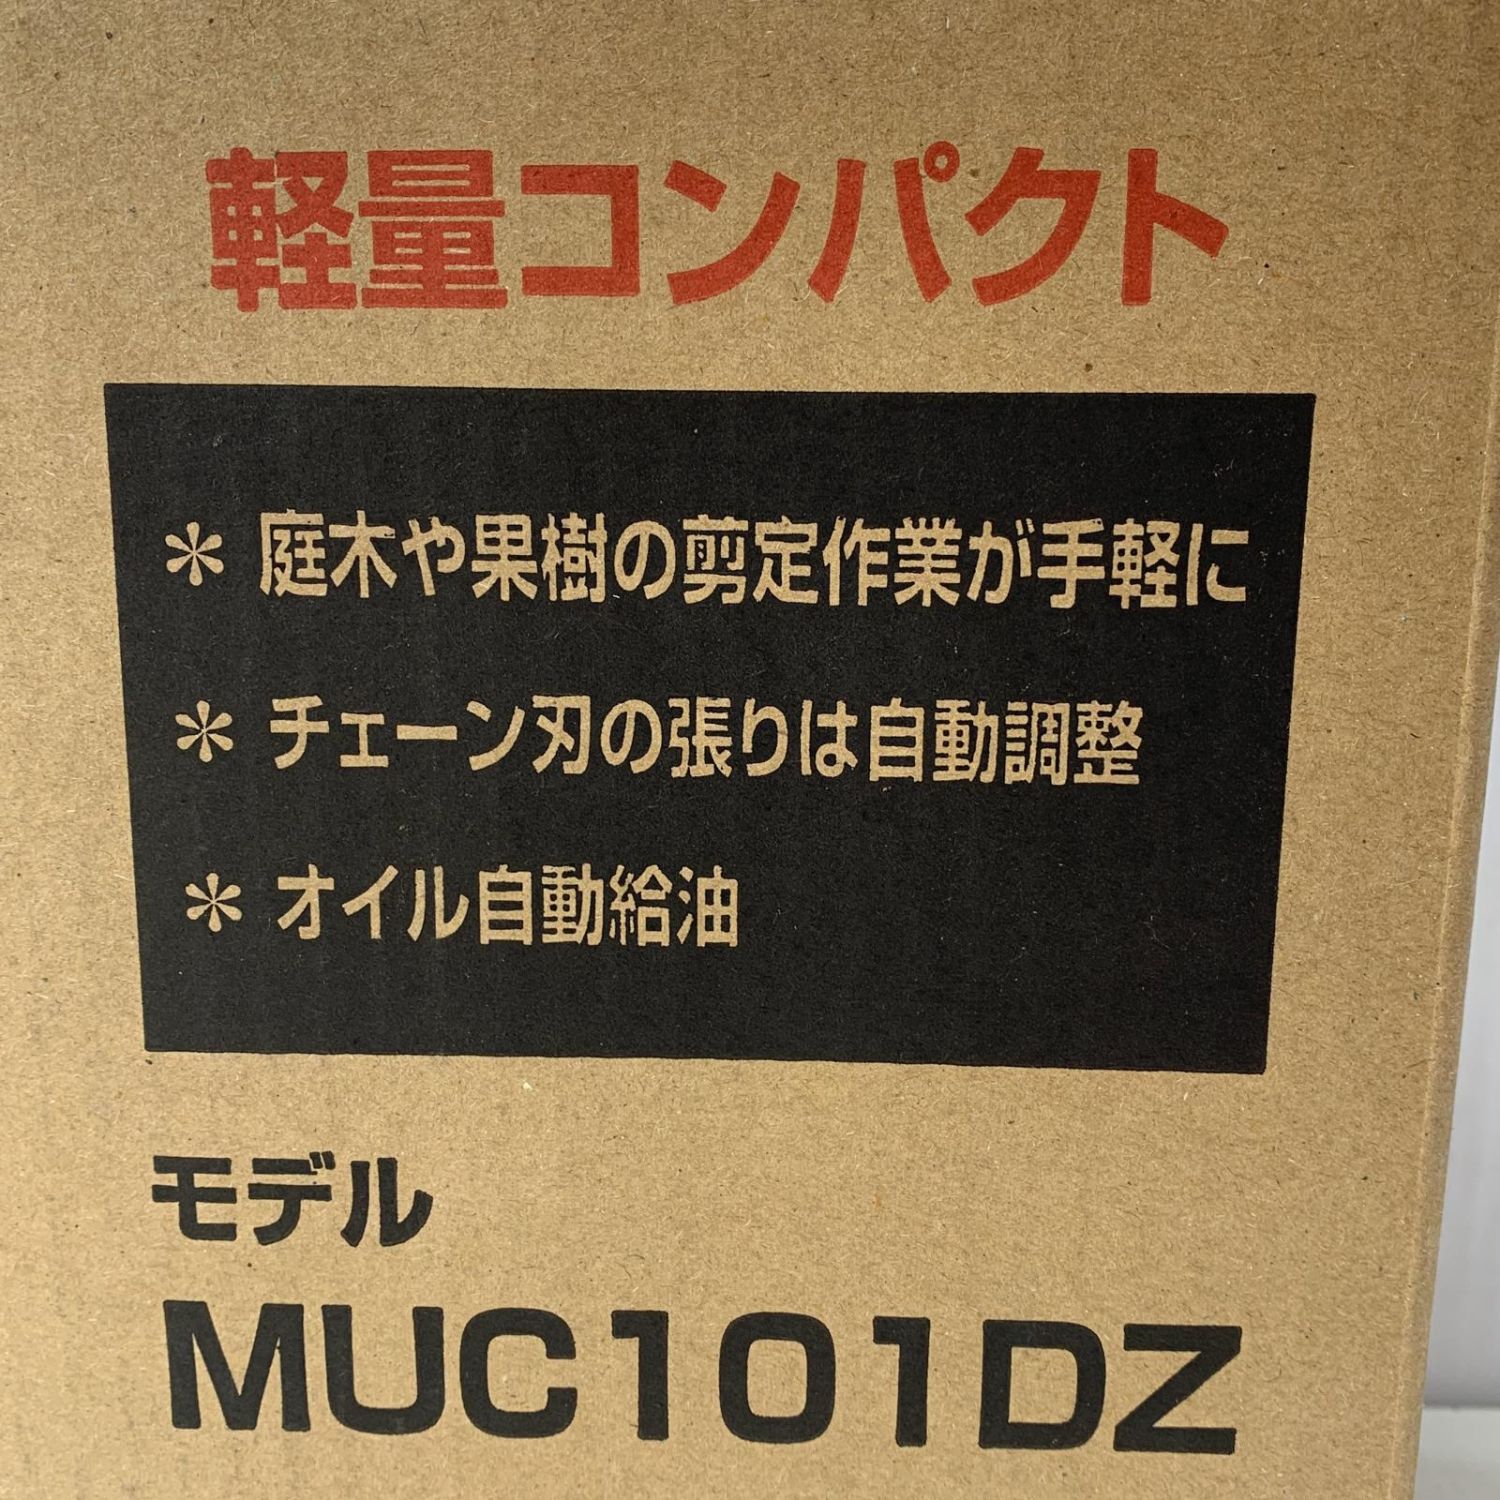 軽量コンパクト
* 庭木や果樹の剪定作業が手軽に
* チェーン刃の張りは自動調整
* オイル自動給油
モデル
MUC101DZ